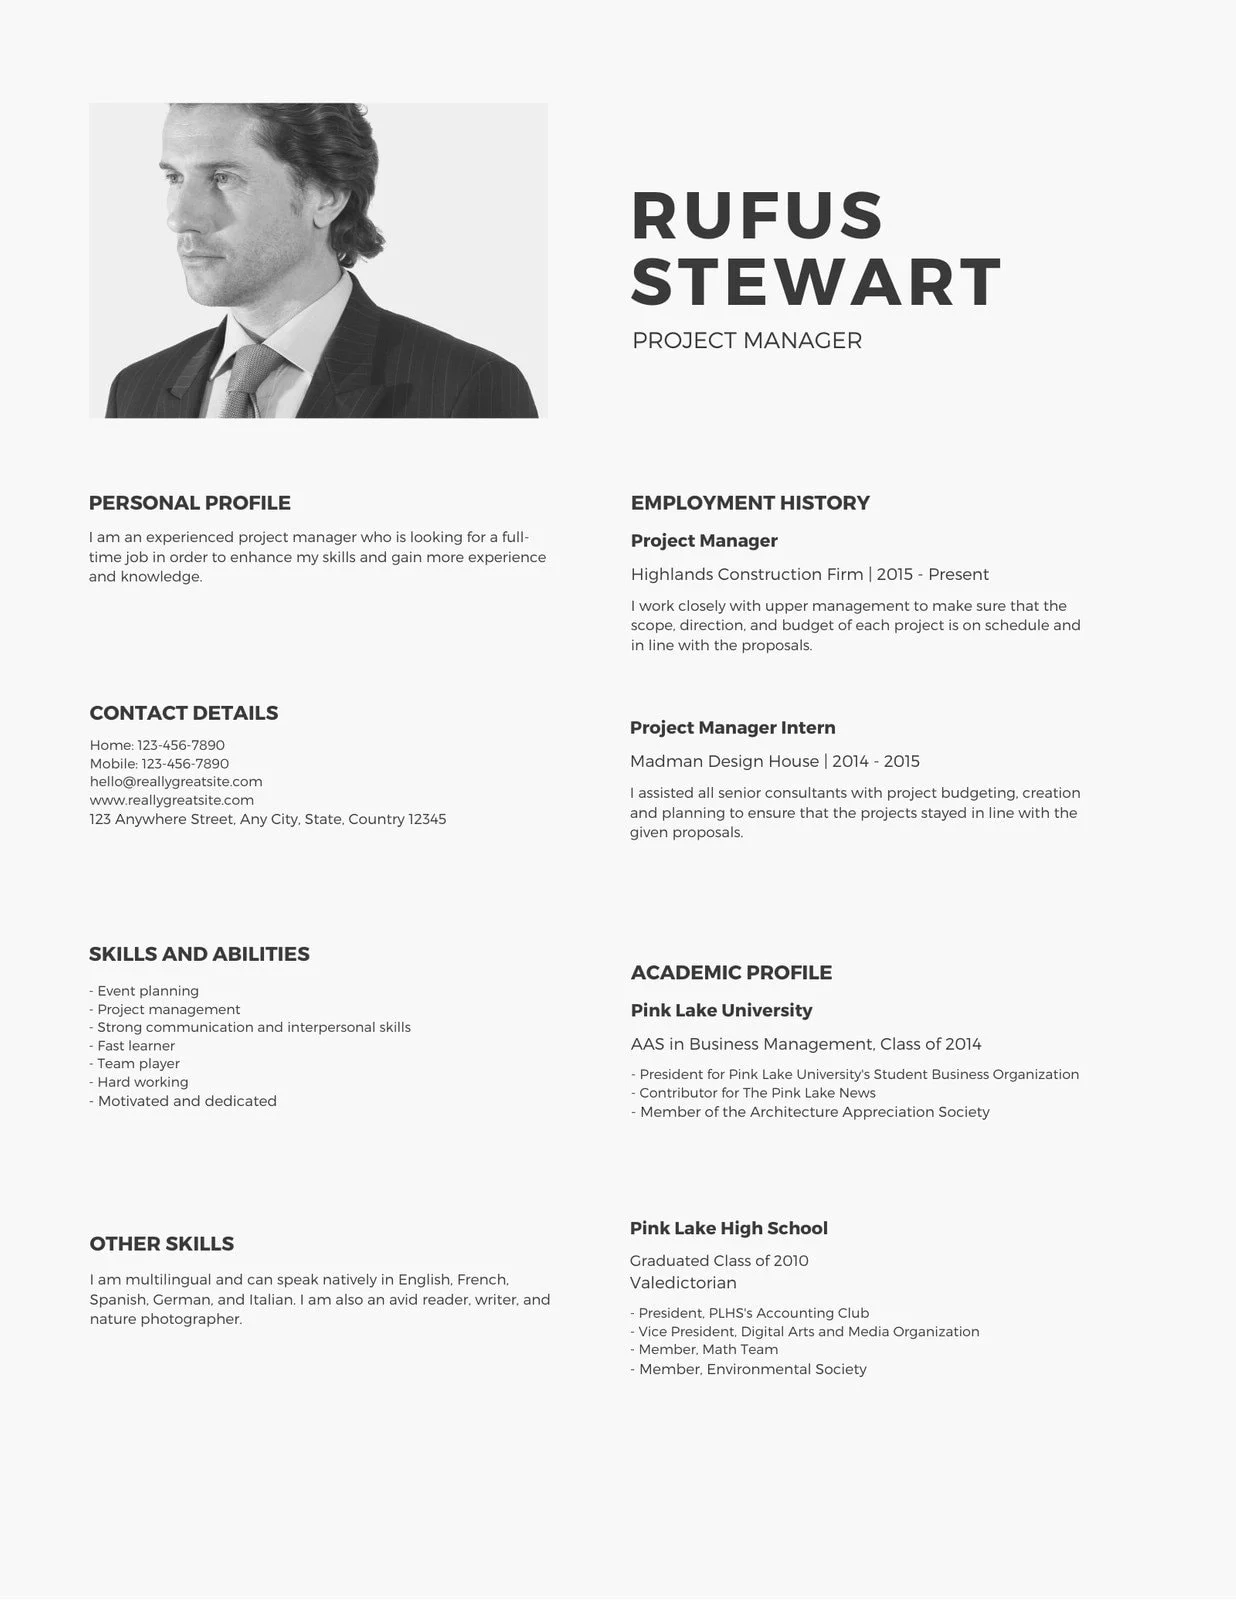 RUFUS
STEWART
PROJECT MANAGER
PERSONAL PROFILE
I am an experienced project manager who is looking for a full-
time job in order to enhance my skills and gain more experience
and knowledge.
CONTACT DETAILS
Home: 123-456-7890
Mobile: 123-456-7890
hello@reallygreatsite.com
www.reallygreatsite.com
123 Anywhere Street, Any City, State, Country 12345
SKILLS AND ABILITIES
- Event planning
- Project management
- Strong communication and interpersonal skills
- Fast learner
- Team player
- Hard working
- Motivated and dedicated
OTHER SKILLS
I am multilingual and can speak natively in English, French,
Spanish, German, and Italian. I am also an avid reader, writer, and
nature photographer.
EMPLOYMENT HISTORY
Project Manager
Highlands Construction Firm | 2015 - Present
I work closely with upper management to make sure that the
scope, direction, and budget of each project is on schedule and
in line with the proposals.
Project Manager Intern
Madman Design House | 2014 - 2015
I assisted all senior consultants with project budgeting, creation
and planning to ensure that the projects stayed in line with the
given proposals.
ACADEMIC PROFILE
Pink Lake University
AAS in Business Management, Class of 2014
- President for Pink Lake University's Student Business Organization
- Contributor for The Pink Lake News
- Member of the Architecture Appreciation Society
Pink Lake High School
Graduated Class of 2010
Valedictorian
- President, PLHS's Accounting Club
- Vice President, Digital Arts and Media Organization
- Member, Math Team
- Member, Environmental Society